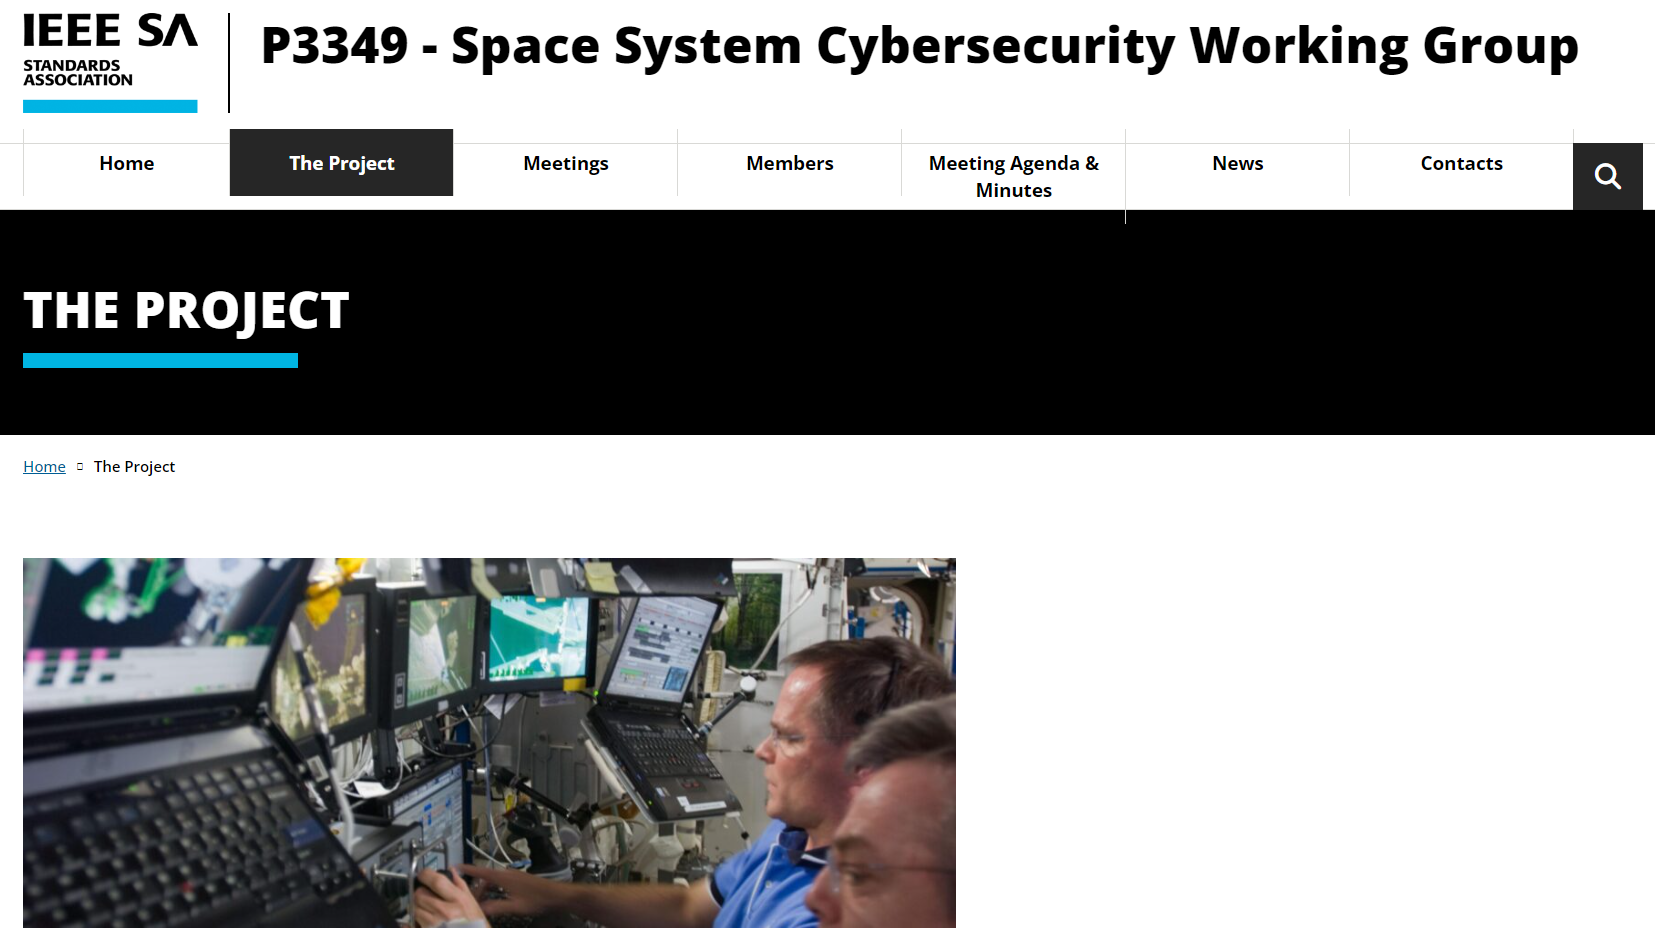 IEEE SA
STANDARDS
ASSOCIATION
P3349 - Space System Cybersecurity Working Group
Home
The Project
Meetings
Members
Meeting Agenda &
Minutes
News
Contacts
THE PROJECT
Home The Project